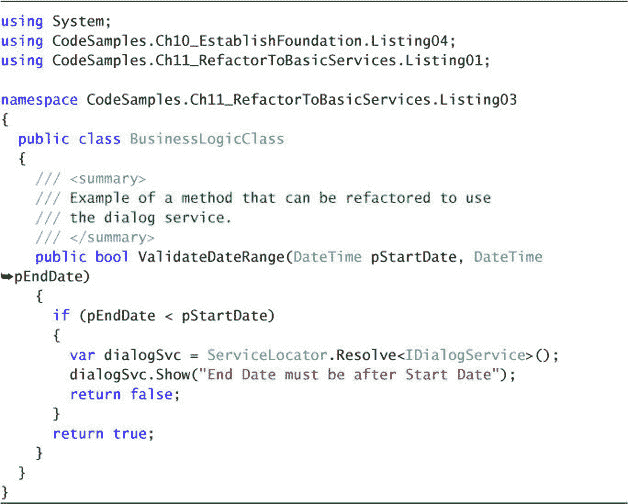 using System;
using CodeSamples.Ch10_EstablishFoundation.Listing04;
using CodeSamples.Ch11_RefactorToBasicServices.Listing01;

namespace CodeSamples.Ch11_RefactorToBasicServices.Listing03
{
  public class BusinessLogicClass
  {
    /// <summary>
    /// Example of a method that can be refactored to use
    /// the dialog service.
    /// </summary>
    public bool ValidateDateRange(DateTime pStartDate, DateTime
➥pEndDate)
    {
      if (pEndDate < pStartDate)
      {
        var dialogSvc = ServiceLocator.Resolve<IDialogService>();
        dialogSvc.Show("End Date must be after Start Date");
        return false;
      }
      return true;
    }
  }
}